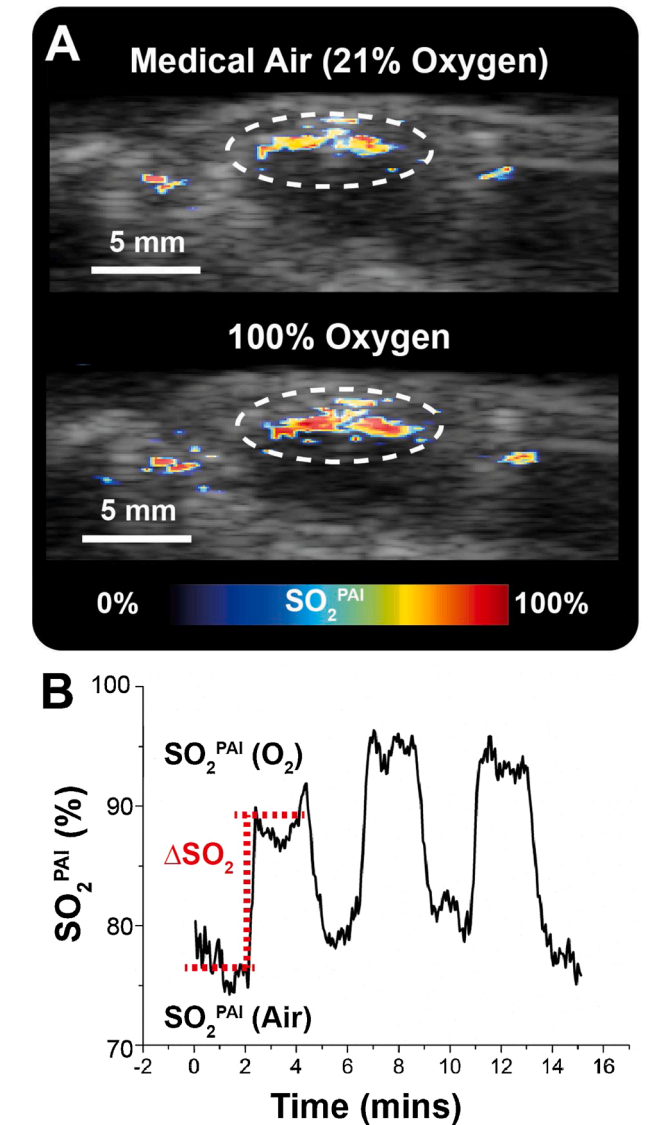 A
Medical Air (21% Oxygen)
5 mm
100% Oxygen
5 mm
0% SO₂ᴾᴬᴵ 100%
B
100
90
80
70
SO₂ᴾᴬᴵ (%)
SO₂ᴾᴬᴵ (O₂)
ΔSO₂
SO₂ᴾᴬᴵ (Air)
-2 0 2 4 6 8 10 12 14 16
Time (mins)